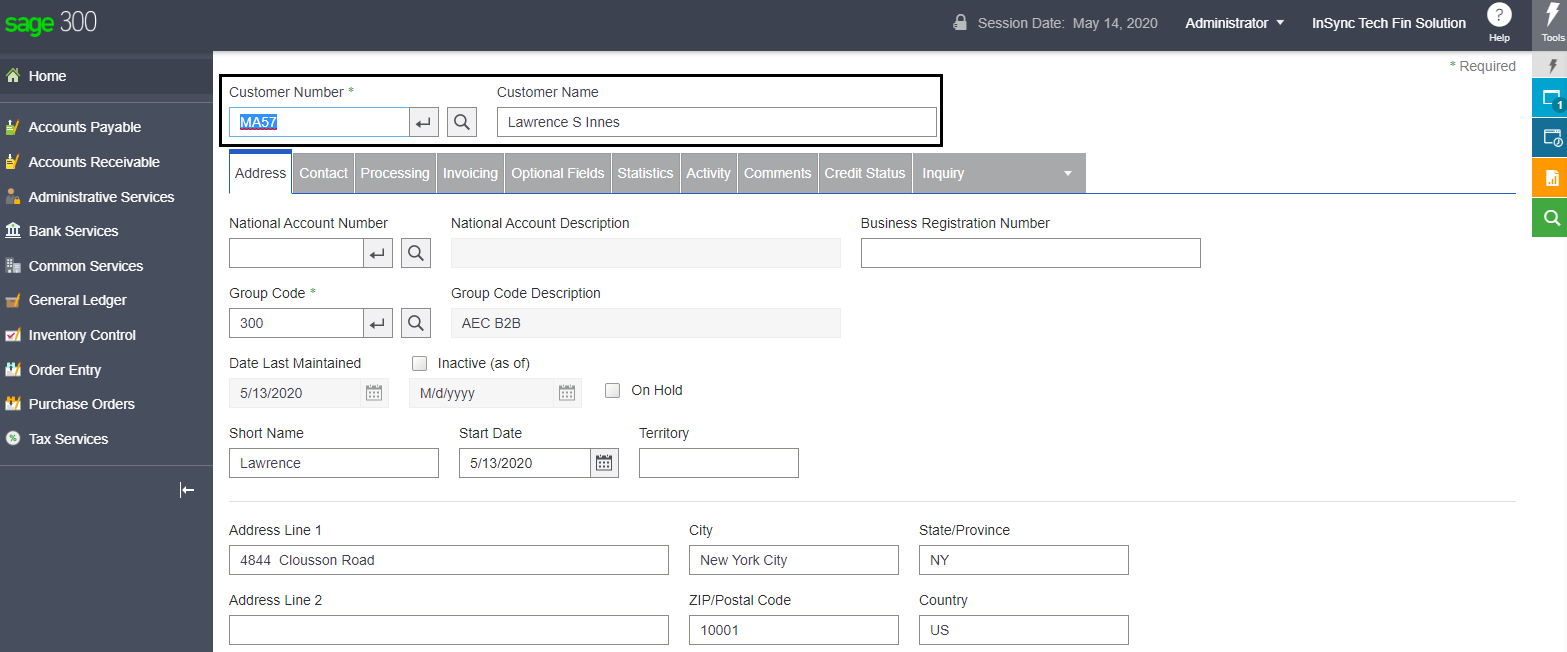 sage 300
Session Date: May 14, 2020
Administrator
InSync Tech Fin Solution
?
Help
Tools
Home
Accounts Payable
Accounts Receivable
Administrative Services
Bank Services
Common Services
General Ledger
Inventory Control
Order Entry
Purchase Orders
Tax Services
* Required
1
Customer Number * Customer Name
MA57 Lawrence S Innes
Address Contact Processing Invoicing Optional Fields Statistics Activity Comments Credit Status Inquiry
National Account Number National Account Description Business Registration Number
Group Code * Group Code Description
300 AEC B2B
Date Last Maintained Inactive (as of)
5/13/2020 M/d/yyyy On Hold
Short Name Start Date Territory
Lawrence 5/13/2020
Address Line 1 City State/Province
4844 Clousson Road New York City NY
Address Line 2 ZIP/Postal Code Country
10001 US